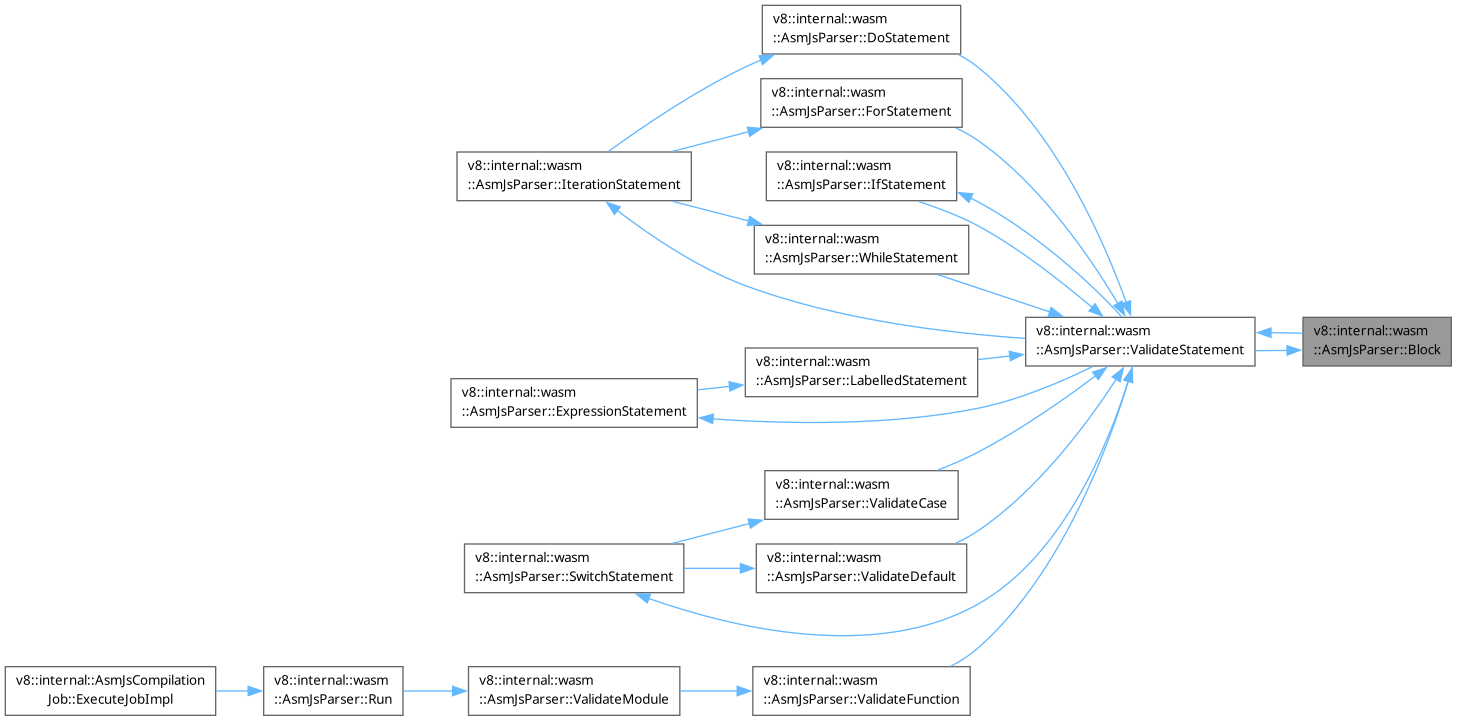 v8::internal::wasm
::AsmJsParser::DoStatement
v8::internal::wasm
::AsmJsParser::ForStatement
v8::internal::wasm
::AsmJsParser::IterationStatement
v8::internal::wasm
::AsmJsParser::IfStatement
v8::internal::wasm
::AsmJsParser::WhileStatement
v8::internal::wasm
::AsmJsParser::ValidateStatement
v8::internal::wasm
::AsmJsParser::Block
v8::internal::wasm
::AsmJsParser::LabelledStatement
v8::internal::wasm
::AsmJsParser::ExpressionStatement
v8::internal::wasm
::AsmJsParser::ValidateCase
v8::internal::wasm
::AsmJsParser::SwitchStatement
v8::internal::wasm
::AsmJsParser::ValidateDefault
v8::internal::AsmJsCompilation
Job::ExecuteJobImpl
v8::internal::wasm
::AsmJsParser::Run
v8::internal::wasm
::AsmJsParser::ValidateModule
v8::internal::wasm
::AsmJsParser::ValidateFunction